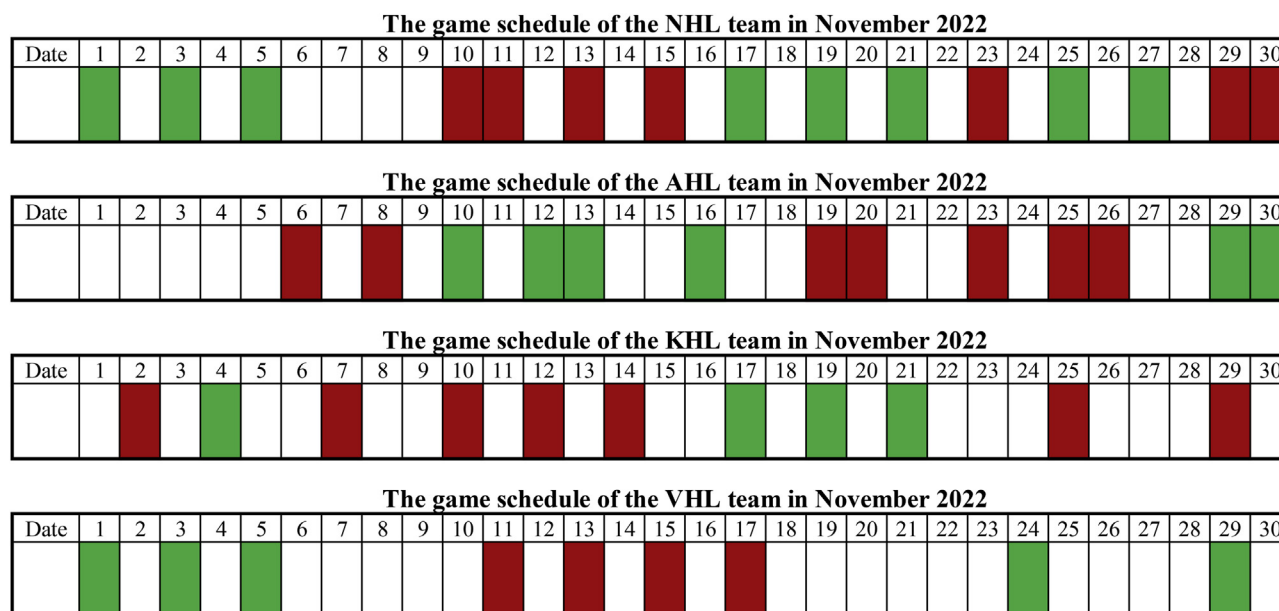 The game schedule of the NHL team in November 2022
Date 1 2 3 4 5 6 7 8 9 10 11 12 13 14 15 16 17 18 19 20 21 22 23 24 25 26 27 28 29 30
The game schedule of the AHL team in November 2022
Date 1 2 3 4 5 6 7 8 9 10 11 12 13 14 15 16 17 18 19 20 21 22 23 24 25 26 27 28 29 30
The game schedule of the KHL team in November 2022
Date 1 2 3 4 5 6 7 8 9 10 11 12 13 14 15 16 17 18 19 20 21 22 23 24 25 26 27 28 29 30
The game schedule of the VHL team in November 2022
Date 1 2 3 4 5 6 7 8 9 10 11 12 13 14 15 16 17 18 19 20 21 22 23 24 25 26 27 28 29 30